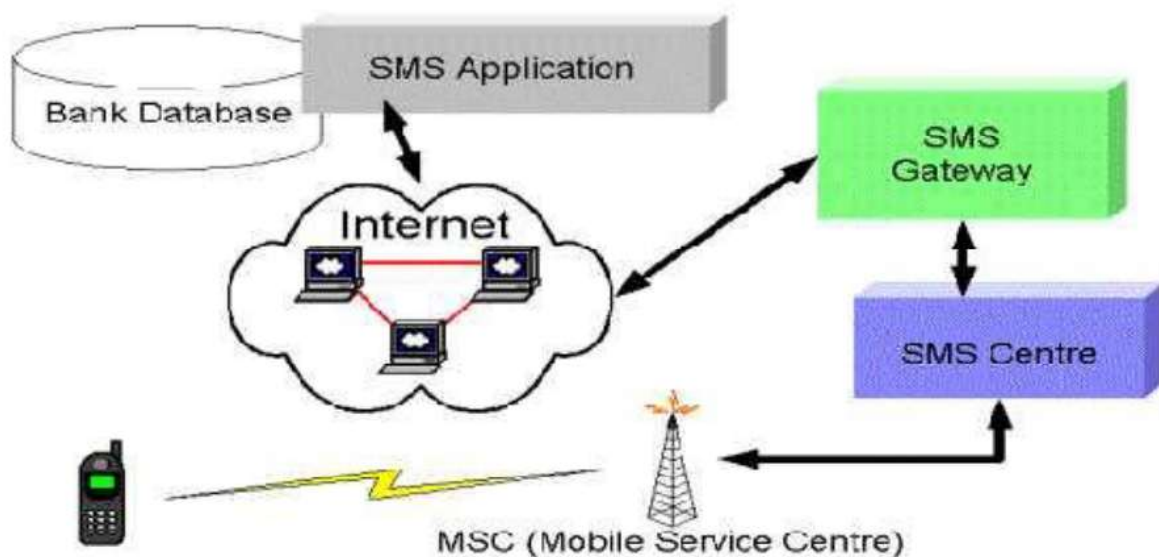 SMS Application
Bank Database
SMS
Gateway
Internet
SMS Centre
MSC (Mobile Service Centre)